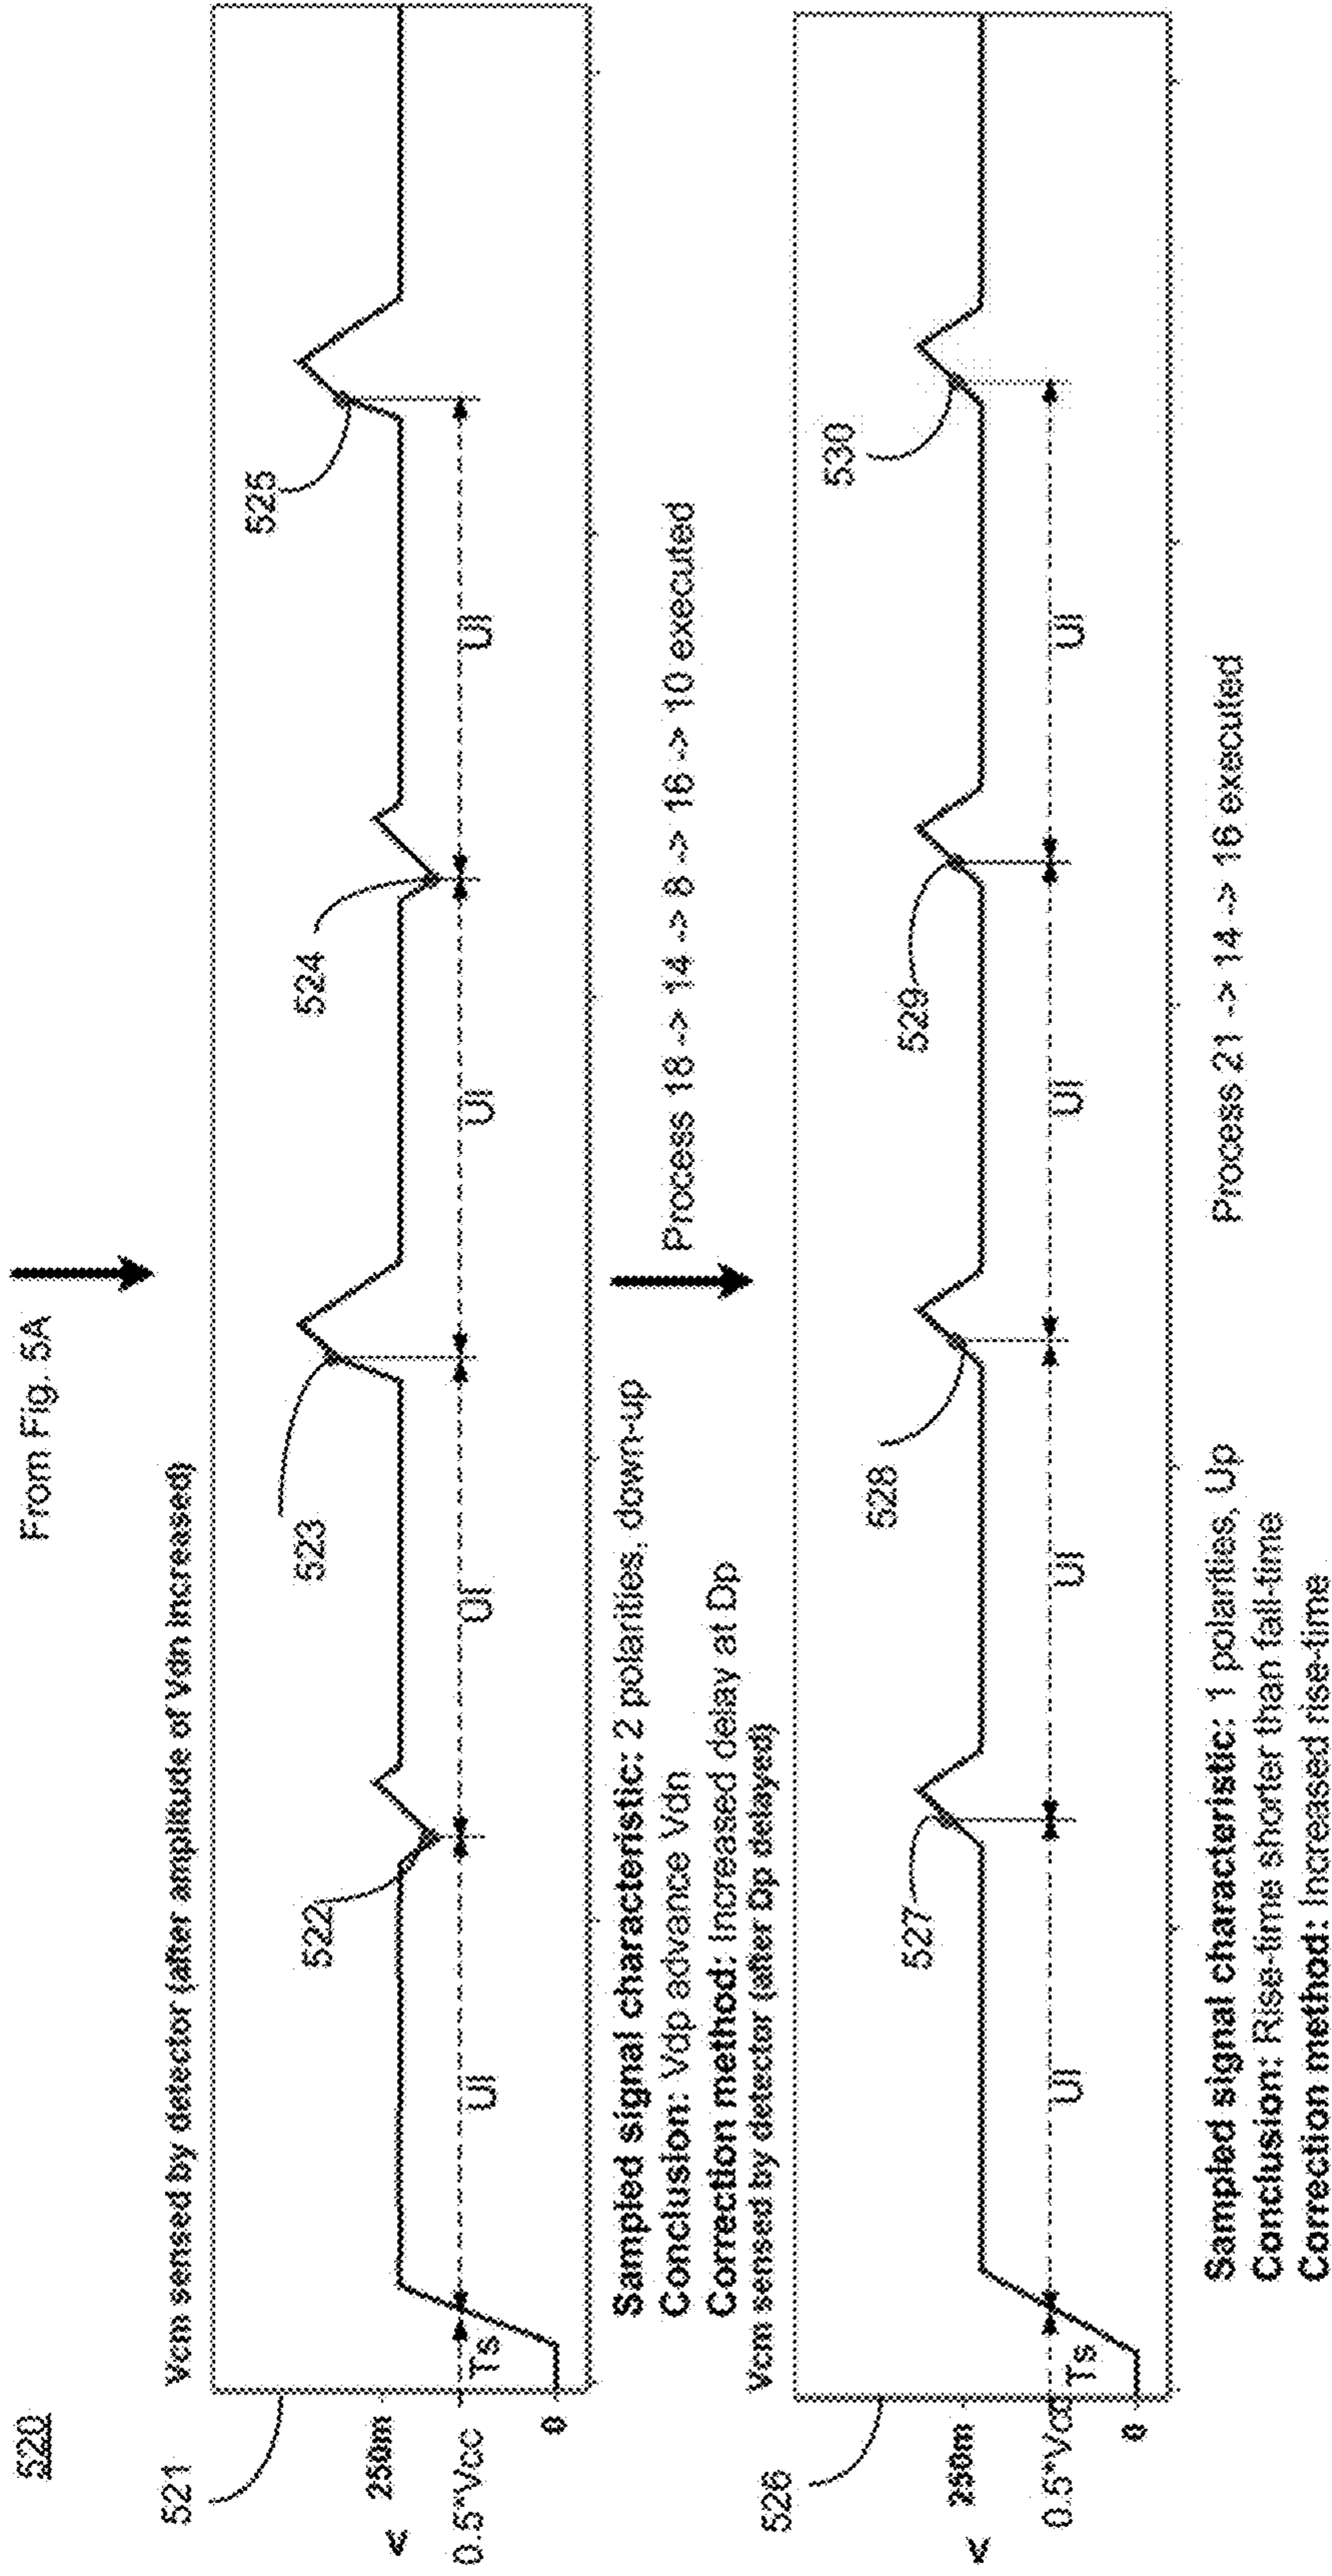 520
From Fig. 5A
Vcm sensed by detector (after amplitude of Vdn increased)
521
V
250m
0.5*Vcc
0
Ts
UI
UI
UI
UI
522
523
524
525
Sampled signal characteristic: 2 polarities, down-up
Conclusion: Vdp advance Vdn
Correction method: Increased delay at Dp
Process 18 -> 14 -> 8 -> 16 -> 10 executed
Vcm sensed by detector (after Dp delayed)
526
V
250m
0.5*Vcc
0
Ts
UI
UI
UI
UI
527
528
529
530
Sampled signal characteristic: 1 polarities, Up
Conclusion: Rise-time shorter than fall-time
Correction method: Increased rise-time
Process 21 -> 14 -> 16 executed